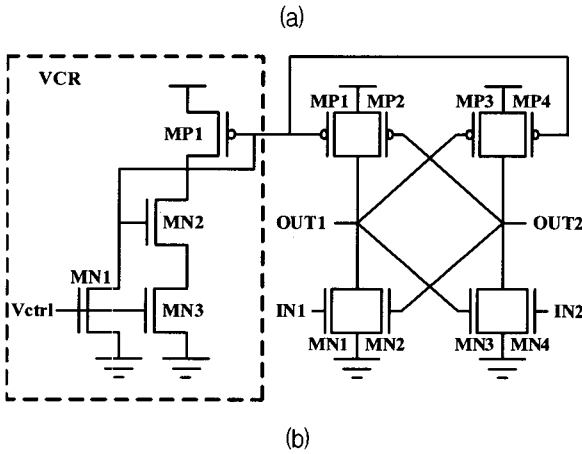 (a)
VCR
MP1
MP1 MP2
MP3 MP4
MN2
OUT1
OUT2
MN1
Vctrl
MN3
IN1
IN2
MN1 MN2
MN3 MN4
(b)